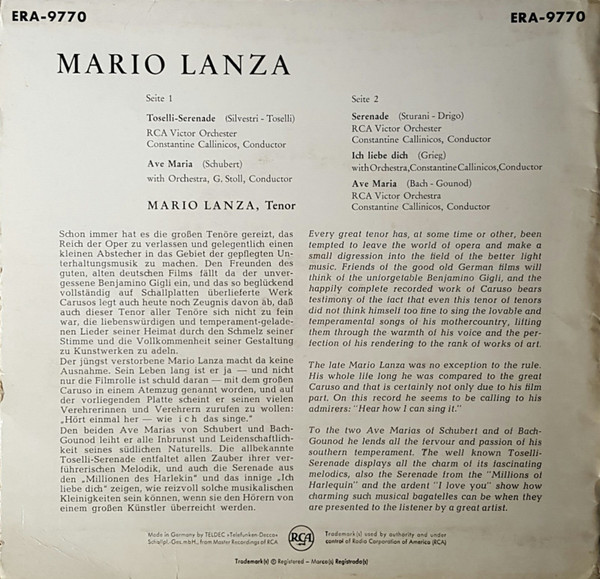 ERA-9770
ERA-9770
MARIO LANZA
Seite 1
Toselli-Serenade (Silvestri - Toselli)
RCA Victor Orchester
Constantine Callinicos, Conductor
Ave Maria (Schubert)
with Orchestra, G. Stoll, Conductor
MARIO LANZA, Tenor
Seite 2
Serenade (Sturani - Drigo)
RCA Victor Orchester
Constantine Callinicos, Conductor
Ich liebe dich (Grieg)
with Orchestra, Constantine Callinicos, Conductor
Ave Maria (Bach - Gounod)
RCA Victor Orchestra
Constantine Callinicos, Conductor
Schon immer hat es die großen Tenöre gereizt, das
Reich der Oper zu verlassen und gelegentlich einen
kleinen Abstecher in das Gebiet der gepflegten Un-
terhaltungsmusik zu machen. Den Freunden des
guten, alten deutschen Films fällt da der unver-
gessene Benjamino Gigli ein, und das so beglückend
vollständig auf Schallplatten überlieferte Werk
Carusos legt auch heute noch Zeugnis davon ab, daß
auch dieser Tenor aller Tenöre sich nicht zu fein
war, die liebenswürdigen und temperament-gelade-
nen Lieder seiner Heimat durch den Schmelz seiner
Stimme und die Vollkommenheit seiner Gestaltung
zu Kunstwerken zu adeln.
Der jüngst verstorbene Mario Lanza macht da keine
Ausnahme. Sein Leben lang ist er ja — und nicht
nur die Filmrolle ist schuld daran — mit dem großen
Caruso in einem Atemzug genannt worden, und auf
der vorliegenden Platte scheint er seinen vielen
Verehrerinnen und Verehrern zurufen zu wollen:
„Hört einmal her — wie i c h das singe."
Den beiden Ave Marias von Schubert und Bach-
Gounod leiht er alle Inbrunst und Leidenschaftlich-
keit seines südlichen Naturells. Die allbekannte
Toselli-Serenade entfaltet allen Zauber ihrer ver-
führerischen Melodik, und auch die Serenade aus
den „Millionen des Harlekin" und das innige „Ich
liebe dich" zeigen, wie reizvoll solche musikalischen
Kleinigkeiten sein können, wenn sie den Hörern von
einem großen Künstler überreicht werden.
Every great tenor has, at some time or other, been
tempted to leave the world of opera and make a
small digression into the field of the better light
music. Friends of the good old German films will
think of the unforgetable Benjamino Gigli, and the
happily complete recorded work of Caruso bears
testimony of the fact that even this tenor of tenors
did not think himself too fine to sing the lovable and
temperamental songs of his mothercountry, lifting
them through the warmth of his voice and the per-
fection of his rendering to the rank of works of art.
The late Mario Lanza was no exception to the rule.
His whole life long he was compared to the great
Caruso and that is certainly not only due to his film
part. On this record he seems to be calling to his
admirers: "Hear how I can sing it."
To the two Ave Marias of Schubert and of Bach-
Gounod he lends all the fervour and passion of his
southern temperament. The well known Toselli-
Serenade displays all the charm of its fascinating
melodies, also the Serenade from the "Millions of
Harlequin" and the ardent "I love you" show how
charming such musical bagatelles can be when they
are presented to the listener by a great artist.
Made in Germany by TELDEC »Telefunken-Decca«
Schallpl.-Ges. mbH., from Master Recordings of RCA
RCA
Trademark(s) used by authority and under
control of Radio Corporation of America (RCA)
Trademark(s) ® Registered — Marca(s) Registrada(s)